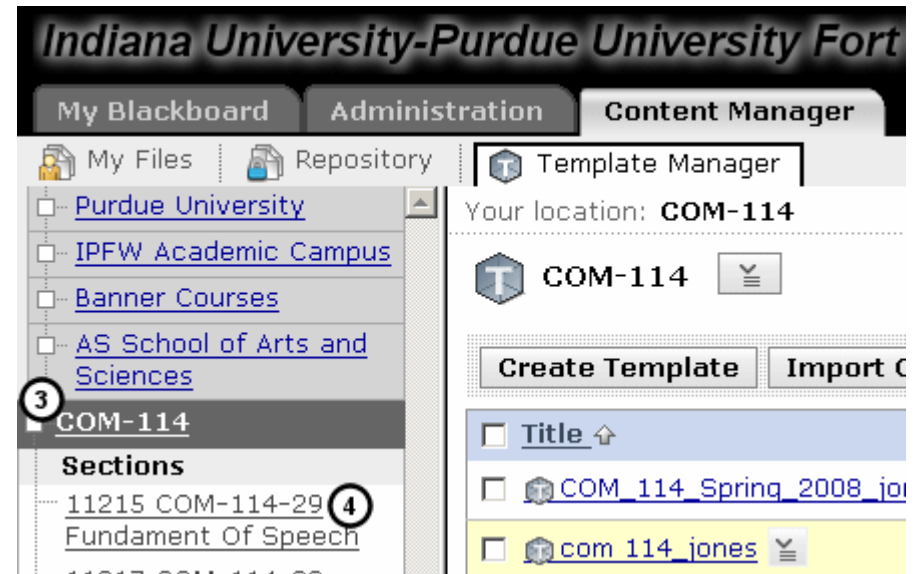 Indiana University-Purdue University Fort
My Blackboard Administration Content Manager
My Files Repository Template Manager
Purdue University
IPFW Academic Campus
Banner Courses
AS School of Arts and
Sciences
3
COM-114
Sections
11215 COM-114-29 4
Fundament Of Speech
Your location: COM-114
T COM-114
Create Template Import
Title
COM_114_Spring_2008_jo
com 114_jones